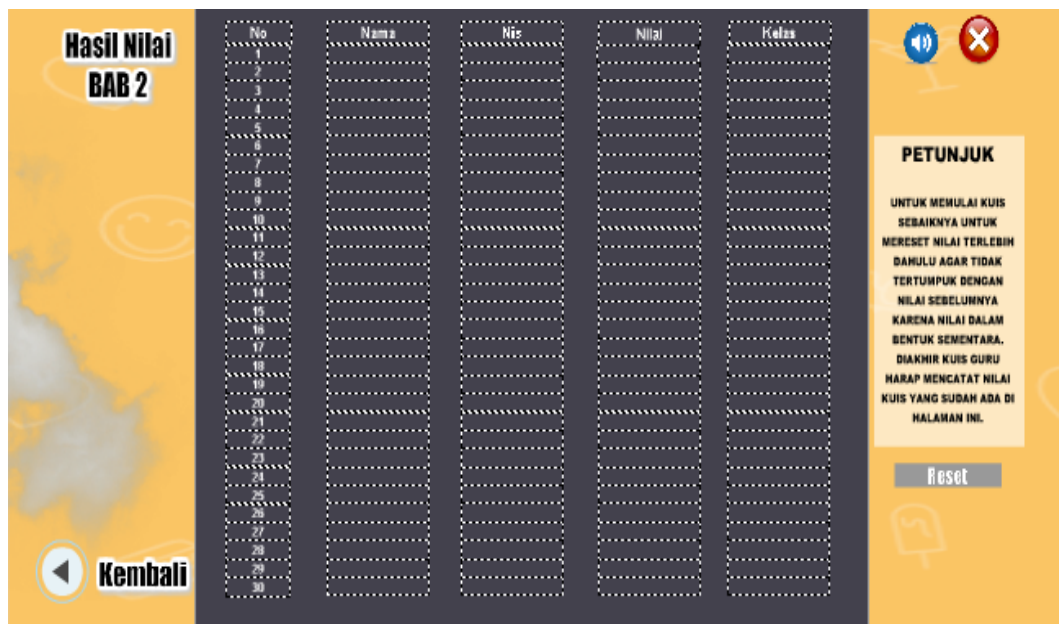 Hasil Nilai
BAB 2
No Nama Nis Nilai Kelas
1
2
3
4
5
6
7
8
9
10
11
12
13
14
15
16
17
18
19
20
21
22
23
24
25
26
27
28
29
30
PETUNJUK
UNTUK MEMULAI KUIS
SEBAIKNYA UNTUK
MERESET NILAI TERLEBIH
DAHULU AGAR TIDAK
TERTUMPUK DENGAN
NILAI SEBELUMNYA
KARENA NILAI DALAM
BENTUK SEMENTARA.
DIAKHIR KUIS GURU
HARAP MENCATAT NILAI
KUIS YANG SUDAH ADA DI
HALAMAN INI.
Reset
Kembali